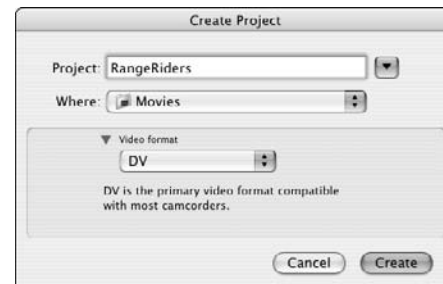 Create Project
Project: RangeRiders
Where: Movies
Video format
DV
DV is the primary video format compatible
with most camcorders.
Cancel Create